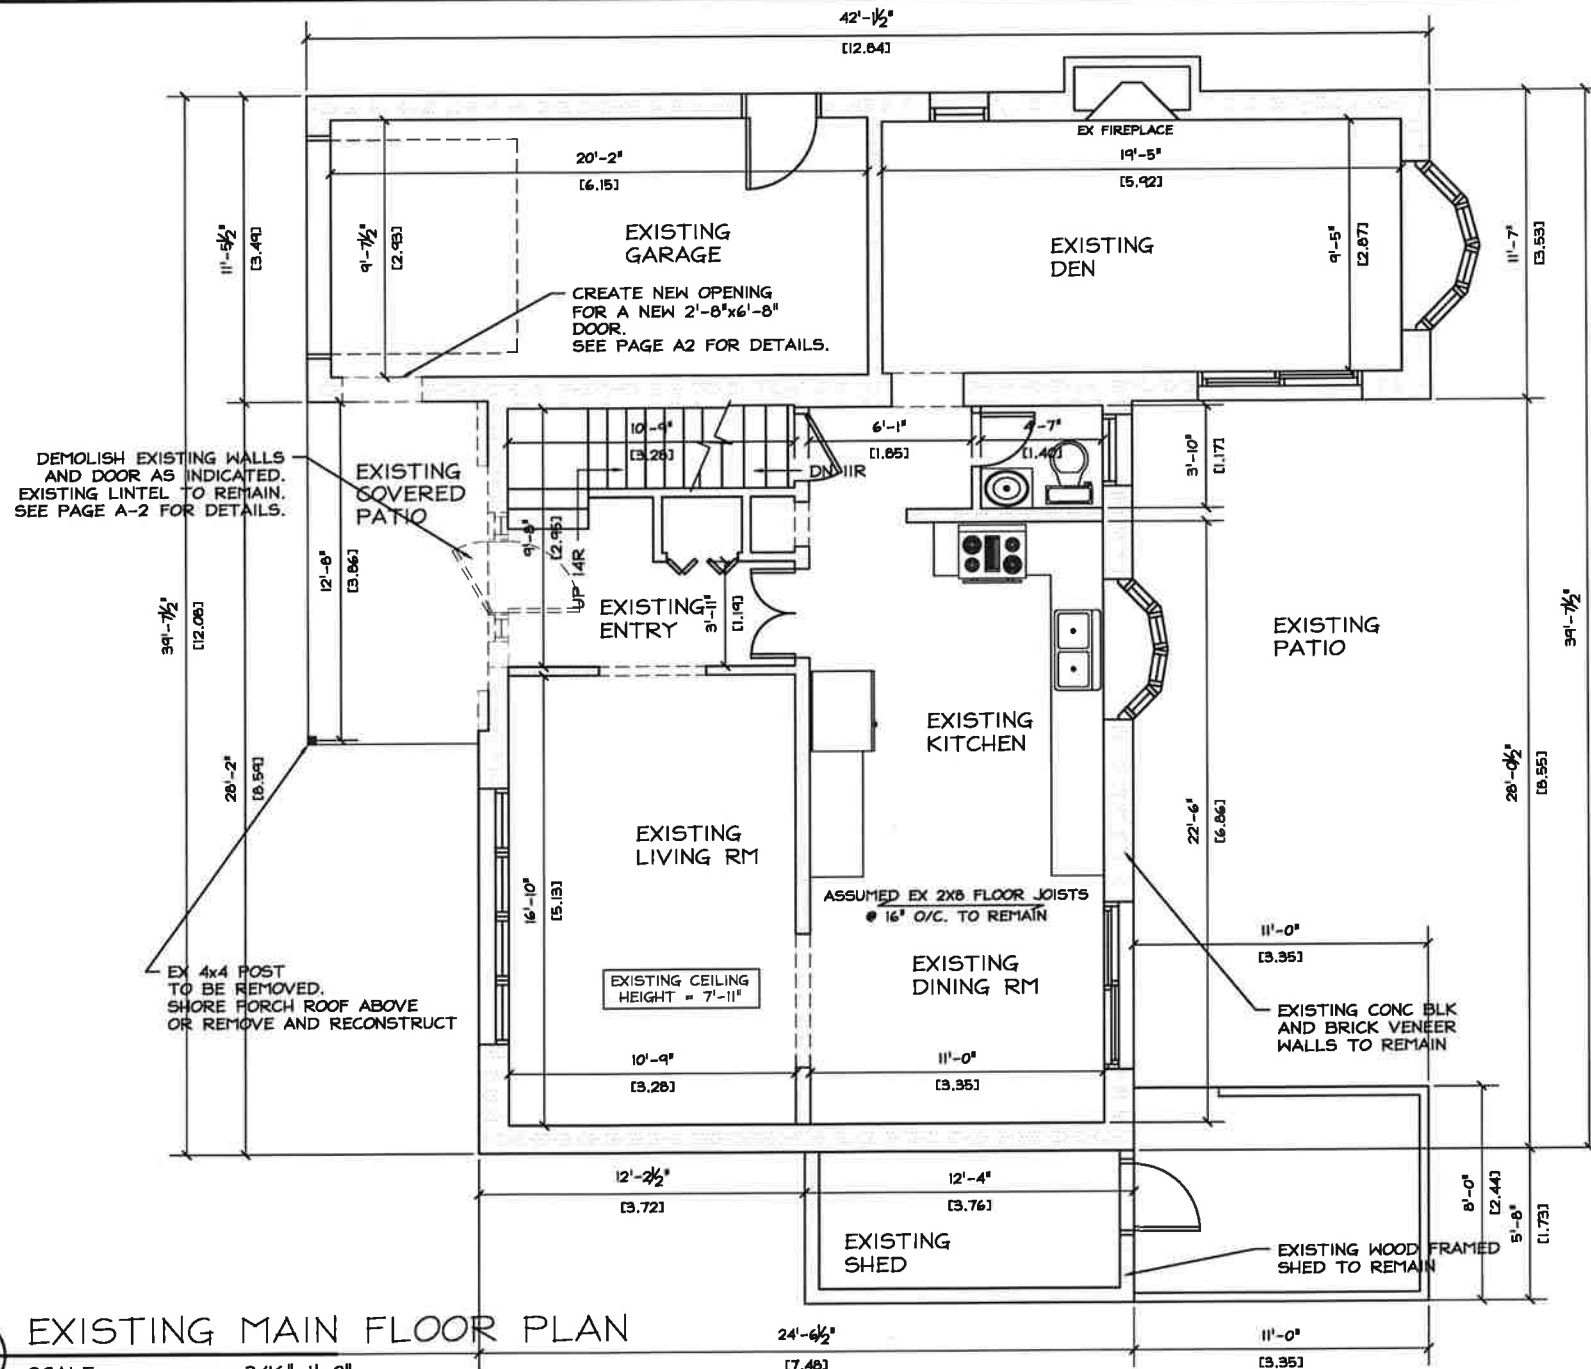 42'-1½"
[12.84]
EX FIREPLACE
20'-2"
[6.15]
19'-5"
[5.92]
11'-5½"
[3.49]
9'-7½"
[2.93]
EXISTING
GARAGE
EXISTING
DEN
9'-5"
[2.87]
11'-7"
[3.53]
CREATE NEW OPENING
FOR A NEW 2'-8"x6'-8"
DOOR.
SEE PAGE A2 FOR DETAILS.
DEMOLISH EXISTING WALLS
AND DOOR AS INDICATED.
EXISTING LINTEL TO REMAIN.
SEE PAGE A-2 FOR DETAILS.
EXISTING
COVERED
PATIO
10'-9"
[3.28]
6'-1"
[1.85]
4'-7"
[1.40]
3'-10"
[1.17]
DN 11R
UP 14R
9'-8"
[2.95]
12'-8"
[3.86]
39'-7½"
[12.08]
EXISTING
ENTRY
3'-11"
[1.19]
EXISTING
PATIO
39'-7½"
EXISTING
KITCHEN
28'-2"
[8.59]
28'-0½"
[8.55]
22'-6"
[6.86]
EXISTING
LIVING RM
16'-10"
[5.13]
ASSUMED EX 2X8 FLOOR JOISTS
@ 16" O/C. TO REMAIN
11'-0"
[3.35]
EX 4x4 POST
TO BE REMOVED.
SHORE PORCH ROOF ABOVE
OR REMOVE AND RECONSTRUCT
EXISTING CEILING
HEIGHT = 7'-11"
EXISTING
DINING RM
EXISTING CONC BLK
AND BRICK VENEER
WALLS TO REMAIN
10'-9"
[3.28]
11'-0"
[3.35]
12'-2½"
[3.72]
12'-4"
[3.76]
8'-0"
[2.44]
5'-8"
[1.73]
EXISTING
SHED
EXISTING WOOD FRAMED
SHED TO REMAIN
EXISTING MAIN FLOOR PLAN
24'-6½"
[7.48]
11'-0"
[3.35]